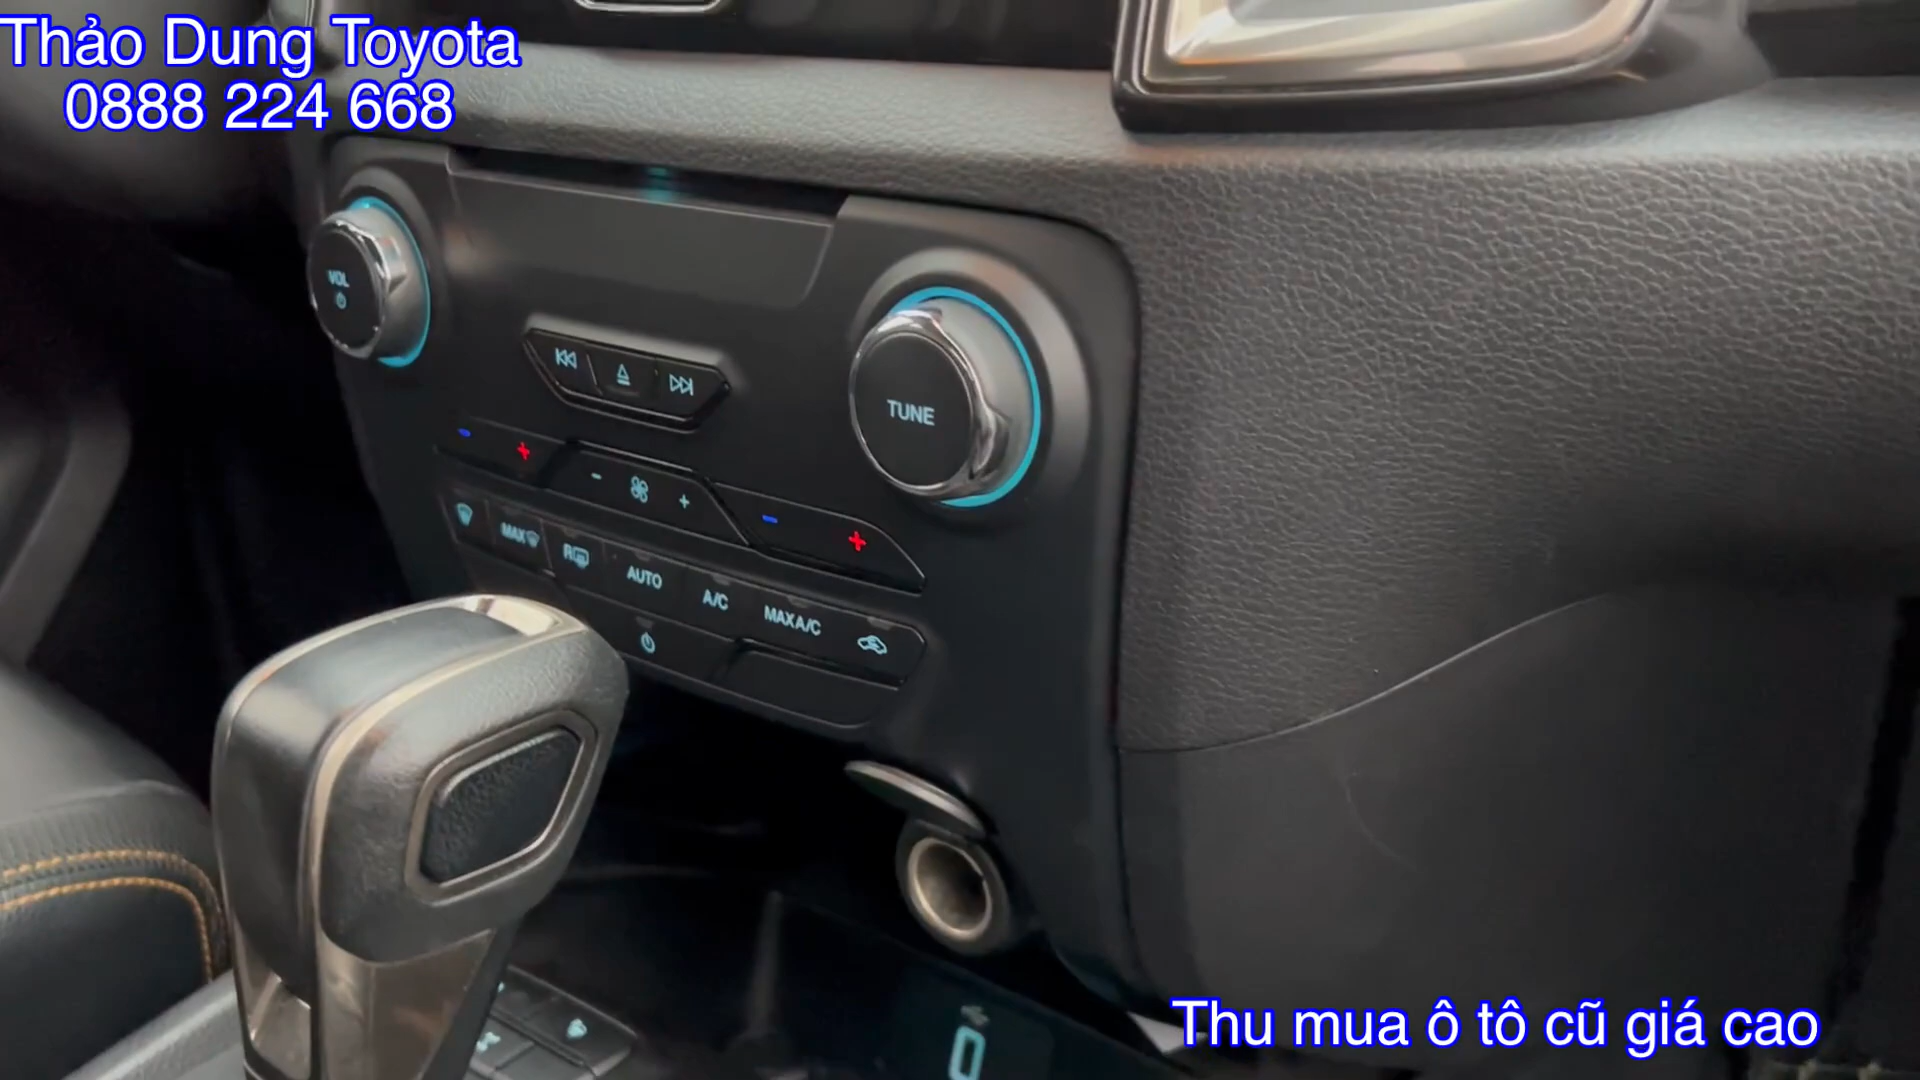 Thảo Dung Toyota
0888 224 668
VOL
TUNE
MAX
R
AUTO
A/C
MAX A/C
Thu mua ô tô cũ giá cao